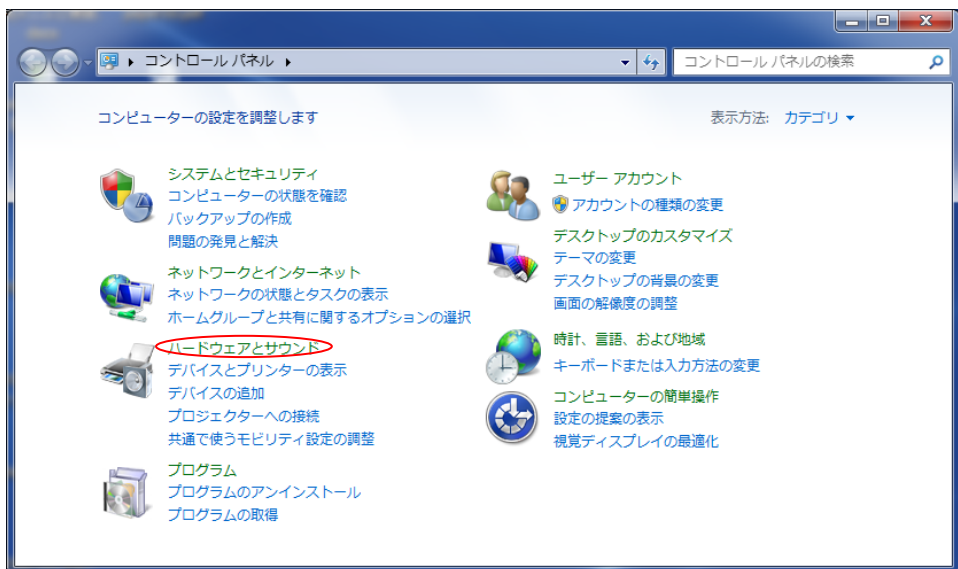 コントロール パネル
コントロール パネルの検索
コンピューターの設定を調整します
表示方法: カテゴリ
システムとセキュリティ
コンピューターの状態を確認
バックアップの作成
問題の発見と解決
ネットワークとインターネット
ネットワークの状態とタスクの表示
ホームグループと共有に関するオプションの選択
ハードウェアとサウンド
デバイスとプリンターの表示
デバイスの追加
プロジェクターへの接続
共通で使うモビリティ設定の調整
プログラム
プログラムのアンインストール
プログラムの取得
ユーザー アカウント
アカウントの種類の変更
デスクトップのカスタマイズ
テーマの変更
デスクトップの背景の変更
画面の解像度の調整
時計、言語、および地域
キーボードまたは入力方法の変更
コンピューターの簡単操作
設定の提案の表示
視覚ディスプレイの最適化